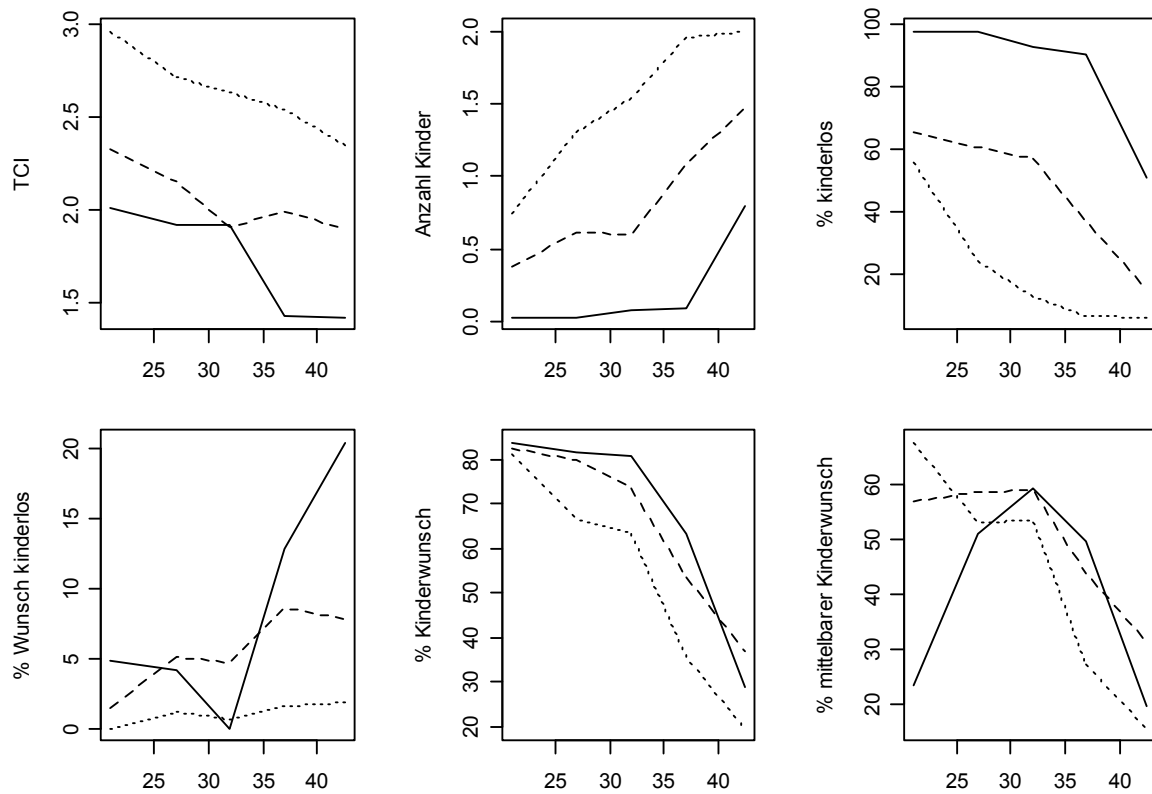 TCI
1.5 2.0 2.5 3.0
25 30 35 40
Anzahl Kinder
0.0 0.5 1.0 1.5 2.0
25 30 35 40
% kinderlos
20 40 60 80 100
25 30 35 40
% Wunsch kinderlos
0 5 10 15 20
25 30 35 40
% Kinderwunsch
20 30 40 50 60 70 80
25 30 35 40
% mittelbarer Kinderwunsch
20 30 40 50 60
25 30 35 40